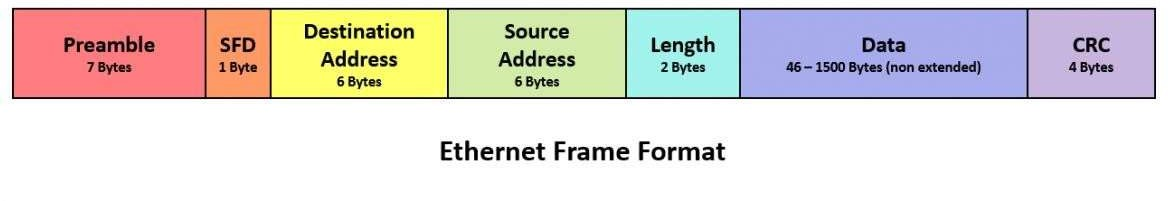 Preamble
7 Bytes
SFD
1 Byte
Destination
Address
6 Bytes
Source
Address
6 Bytes
Length
2 Bytes
Data
46 – 1500 Bytes (non extended)
CRC
4 Bytes
Ethernet Frame Format